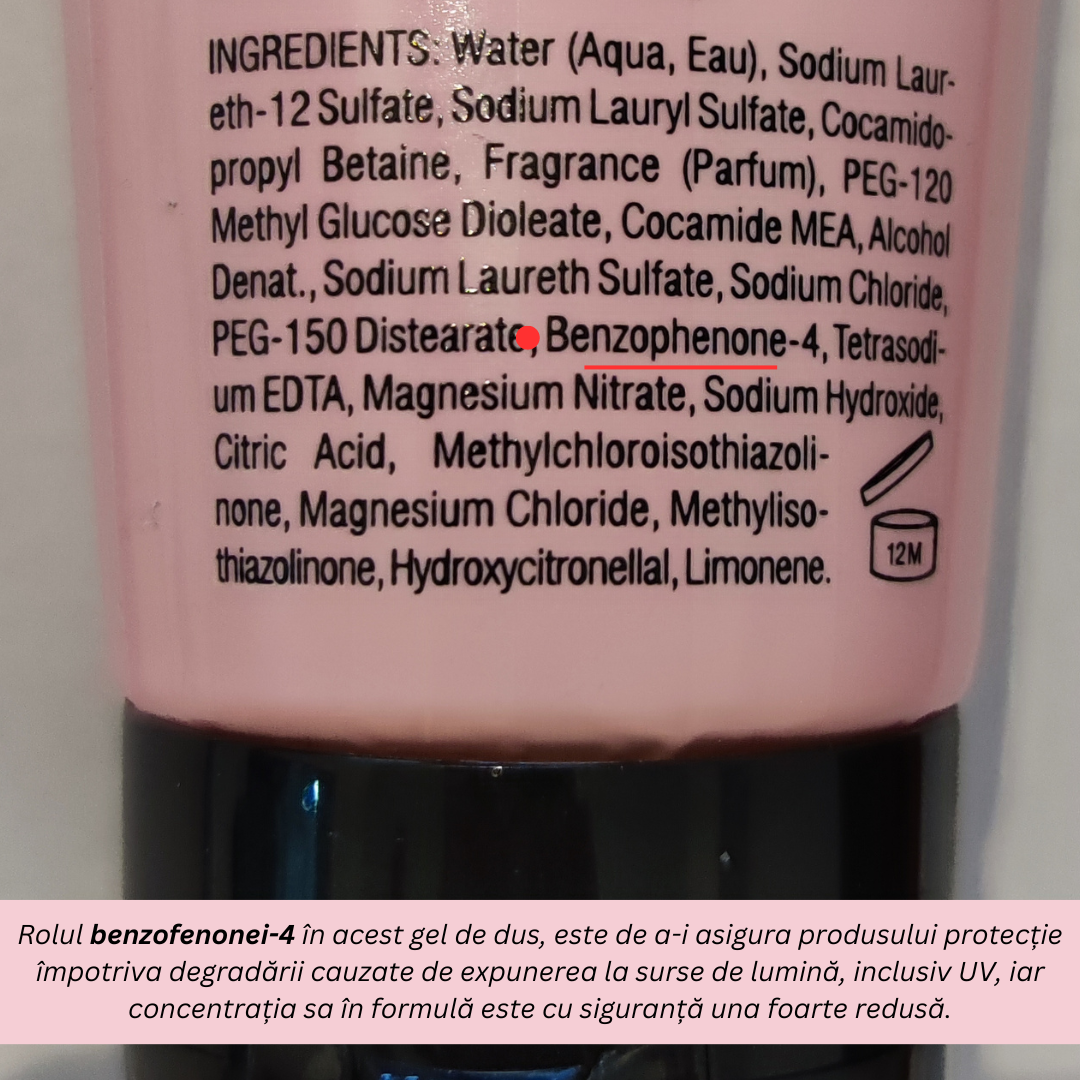 INGREDIENTS: Water (Aqua, Eau), Sodium Laur-
eth-12 Sulfate, Sodium Lauryl Sulfate, Cocamido-
propyl Betaine, Fragrance (Parfum), PEG-120
Methyl Glucose Dioleate, Cocamide MEA, Alcohol
Denat., Sodium Laureth Sulfate, Sodium Chloride,
PEG-150 Distearate, Benzophenone-4, Tetrasodi-
um EDTA, Magnesium Nitrate, Sodium Hydroxide,
Citric Acid, Methylchloroisothiazoli-
none, Magnesium Chloride, Methyliso-
thiazolinone, Hydroxycitronellal, Limonene.
12M
Rolul benzofenonei-4 în acest gel de dus, este de a-i asigura produsului protecție
împotriva degradării cauzate de expunerea la surse de lumină, inclusiv UV, iar
concentrația sa în formulă este cu siguranță una foarte redusă.